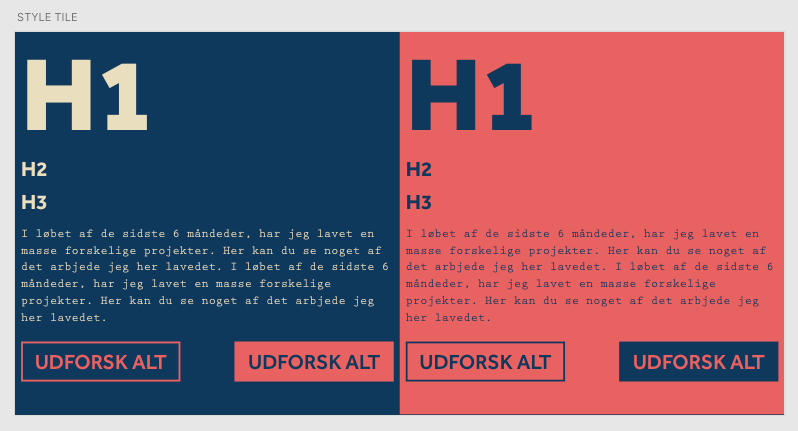 STYLE TILE
H1
H2
H3
I løbet af de sidste 6 måndeder, har jeg lavet en
masse forskelige projekter. Her kan du se noget af
det arbjede jeg her lavedet. I løbet af de sidste 6
måndeder, har jeg lavet en masse forskelige
projekter. Her kan du se noget af det arbjede jeg
her lavedet.
UDFORSK ALT
UDFORSK ALT
H1
H2
H3
I løbet af de sidste 6 måndeder, har jeg lavet en
masse forskelige projekter. Her kan du se noget af
det arbjede jeg her lavedet. I løbet af de sidste 6
måndeder, har jeg lavet en masse forskelige
projekter. Her kan du se noget af det arbjede jeg
her lavedet.
UDFORSK ALT
UDFORSK ALT